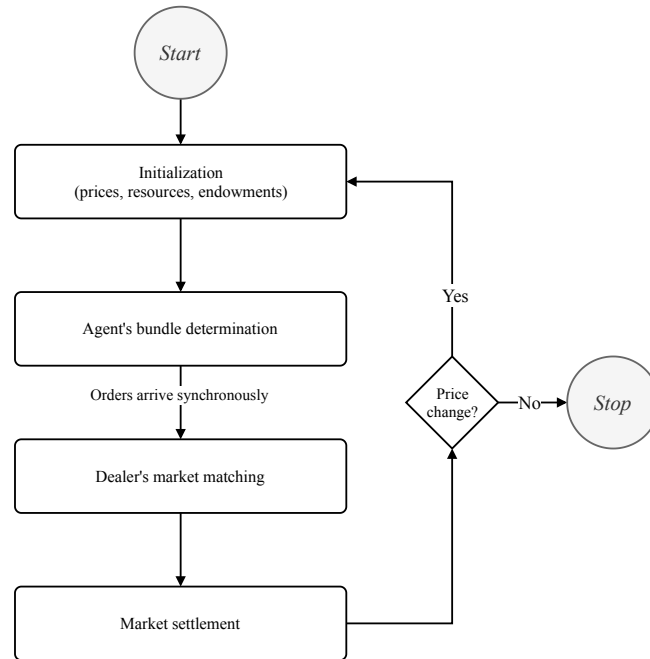 Start
Initialization
(prices, resources, endowments)
Agent's bundle determination
Orders arrive synchronously
Dealer's market matching
Market settlement
Yes
Price
change?
No
Stop